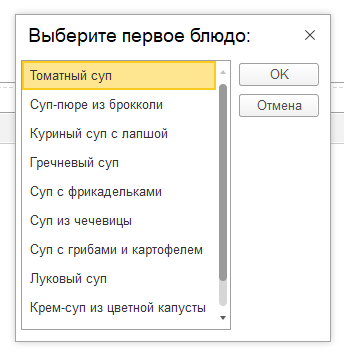 Выберите первое блюдо:
Томатный суп
Суп-пюре из брокколи
Куриный суп с лапшой
Гречневый суп
Суп с фрикадельками
Суп из чечевицы
Суп с грибами и картофелем
Луковый суп
Крем-суп из цветной капусты
OK
Отмена